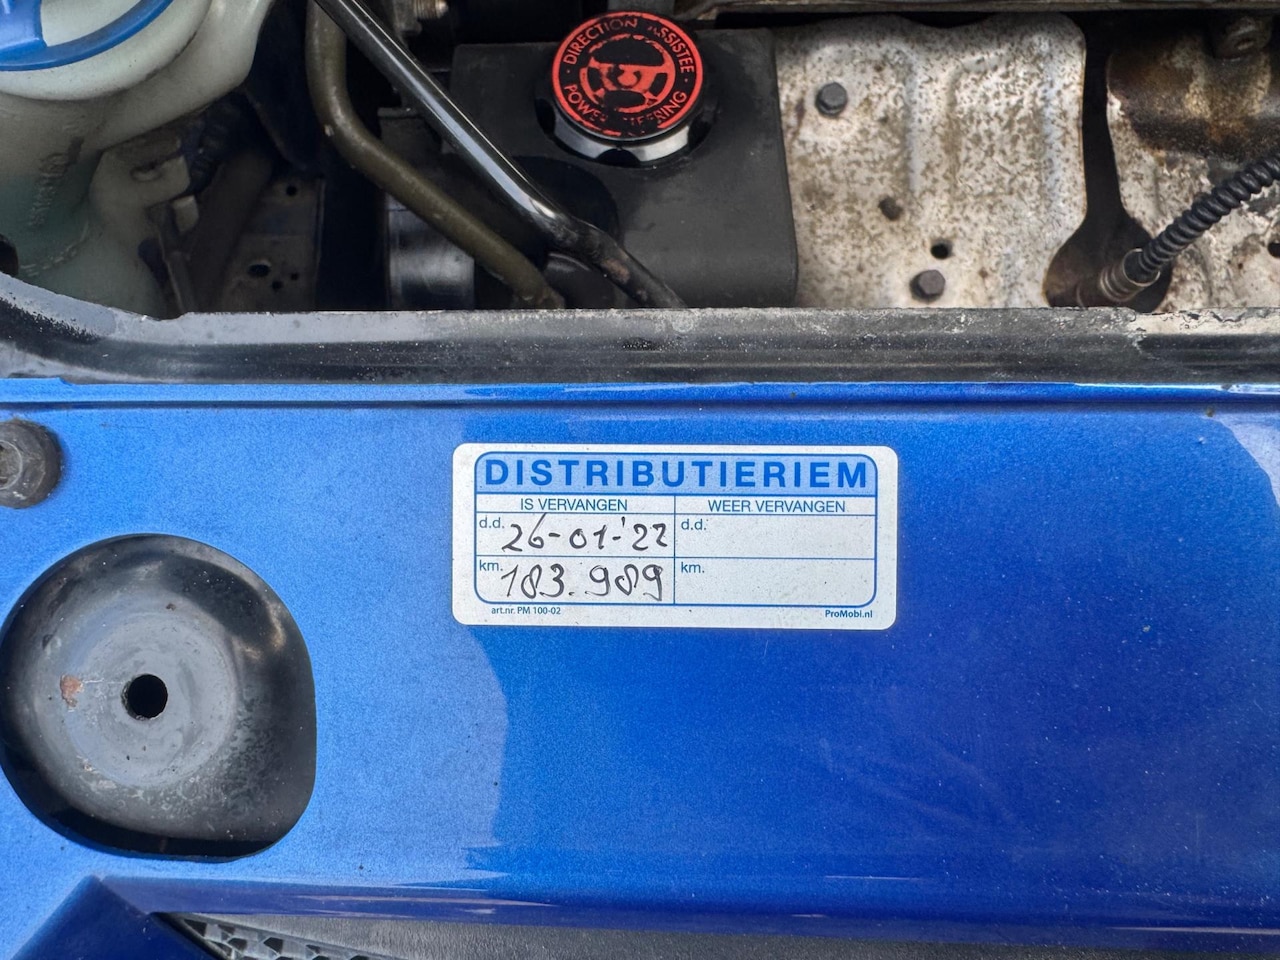 DIRECTION ASSISTEE
POWER STEERING
DISTRIBUTIERIEM
IS VERVANGEN WEER VERVANGEN
d.d. 26-01-'22 d.d.
km. 183.989 km.
art.nr. PM 100-02 ProMobi.nl